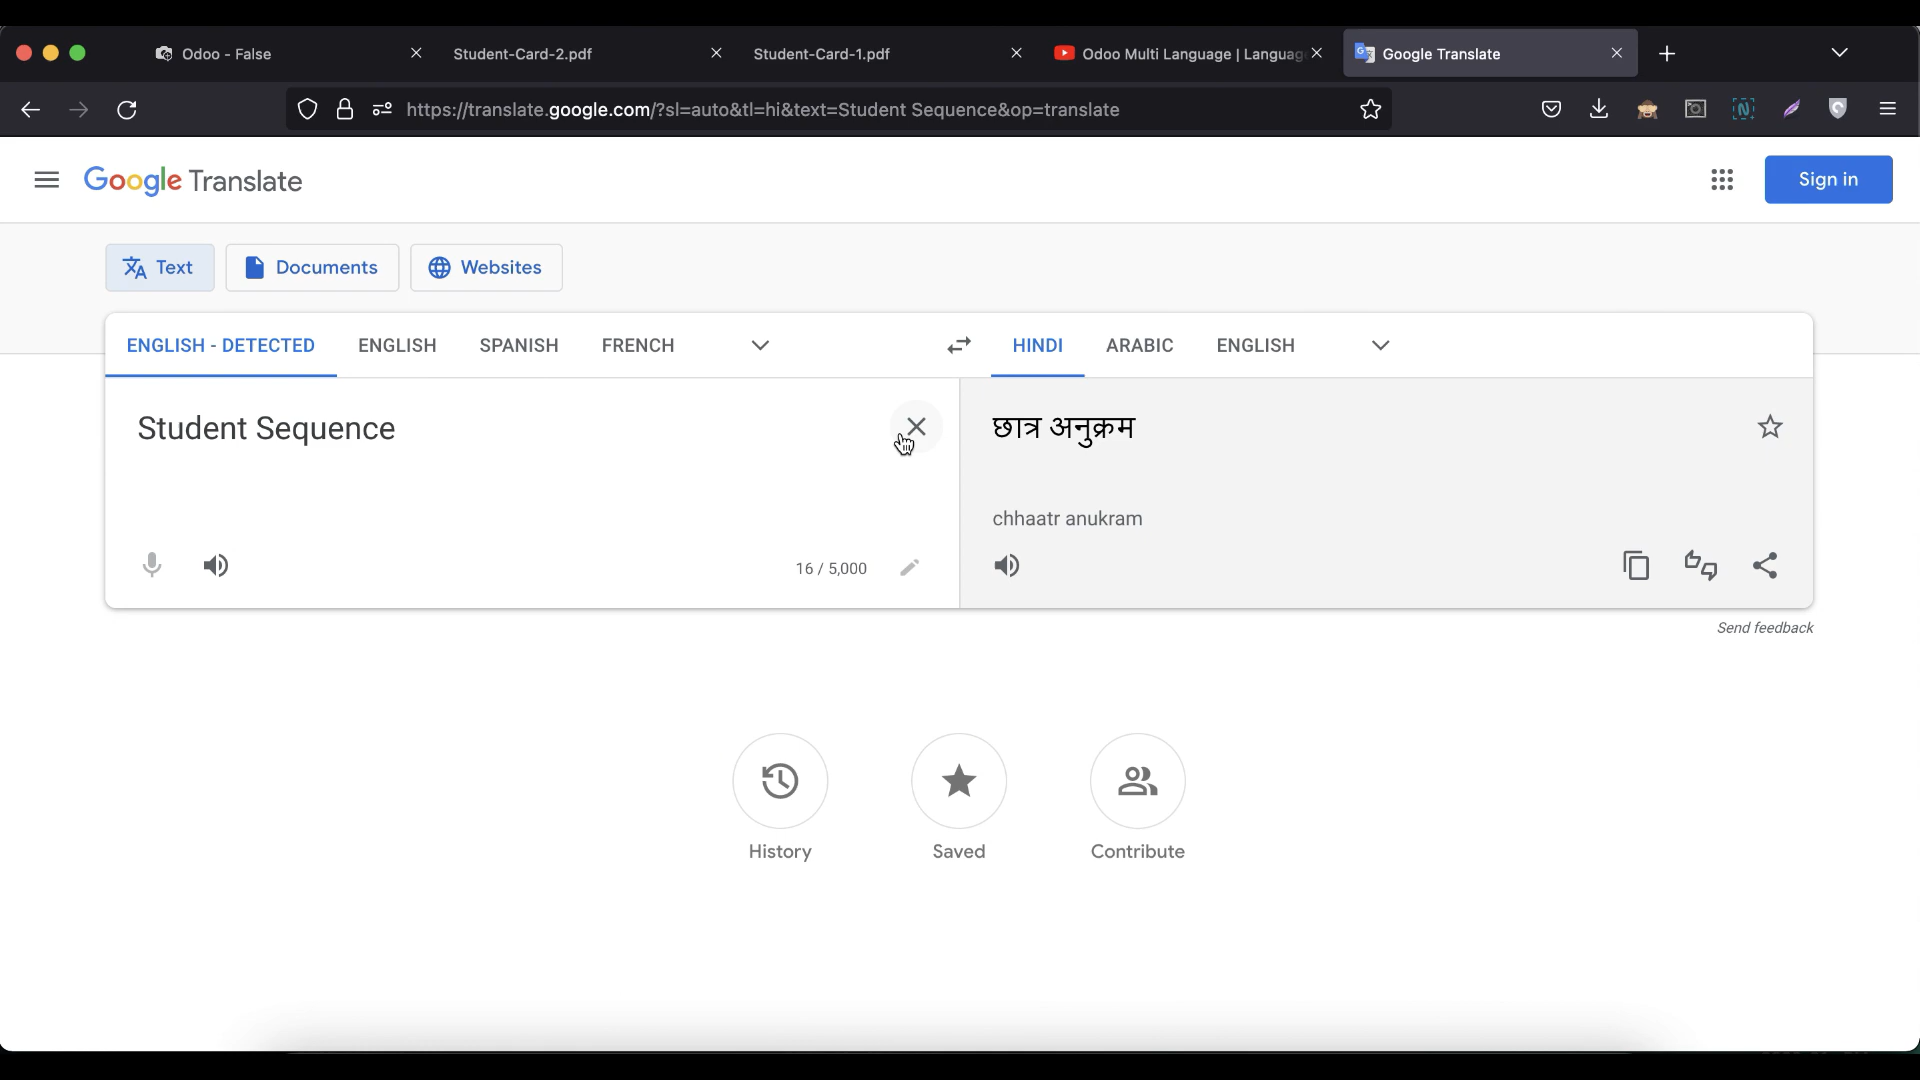 Odoo - False
Student-Card-2.pdf
Student-Card-1.pdf
Odoo Multi Language | Languag
Google Translate
https://translate.google.com/?sl=auto&tl=hi&text=Student Sequence&op=translate
Google Translate
Sign in
Text
Documents
Websites
ENGLISH - DETECTED
ENGLISH
SPANISH
FRENCH
HINDI
ARABIC
ENGLISH
Student Sequence
छात्र अनुक्रम
chhaatr anukram
16 / 5,000
Send feedback
History
Saved
Contribute